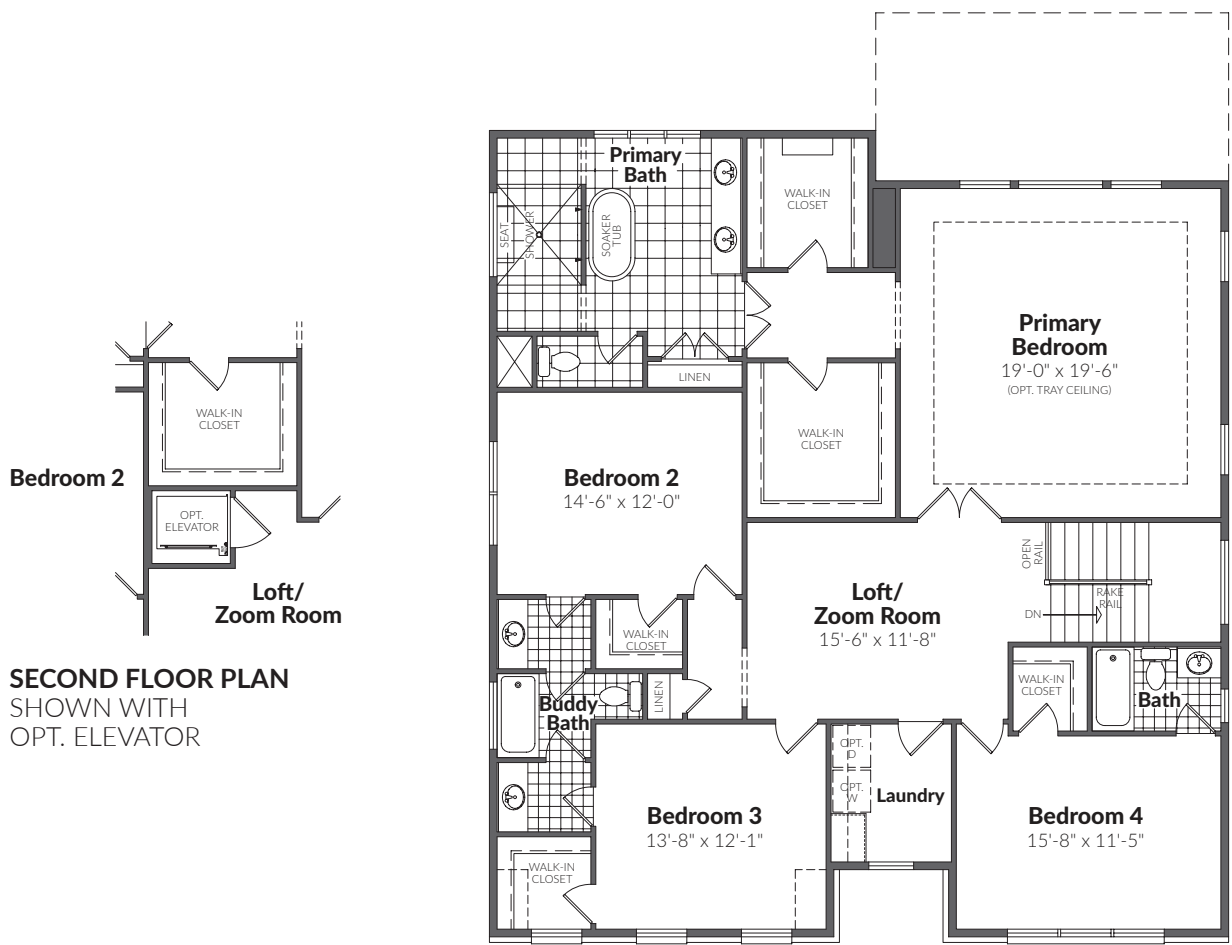 Primary
Bath
WALK-IN
CLOSET
SEAT
SHOWER
SOAKER
TUB
Primary
Bedroom
19'-0" x 19'-6"
(OPT. TRAY CEILING)
LINEN
WALK-IN
CLOSET
WALK-IN
CLOSET
Bedroom 2
Bedroom 2
14'-6" x 12'-0"
OPT.
ELEVATOR
Loft/
Zoom Room
OPEN
RAIL
RAKE
RAIL
DN
Loft/
Zoom Room
15'-6" x 11'-8"
WALK-IN
CLOSET
SECOND FLOOR PLAN
SHOWN WITH
OPT. ELEVATOR
LINEN
Buddy
Bath
WALK-IN
CLOSET
Bath
OPT.
D
OPT.
W
Laundry
Bedroom 3
13'-8" x 12'-1"
Bedroom 4
15'-8" x 11'-5"
WALK-IN
CLOSET